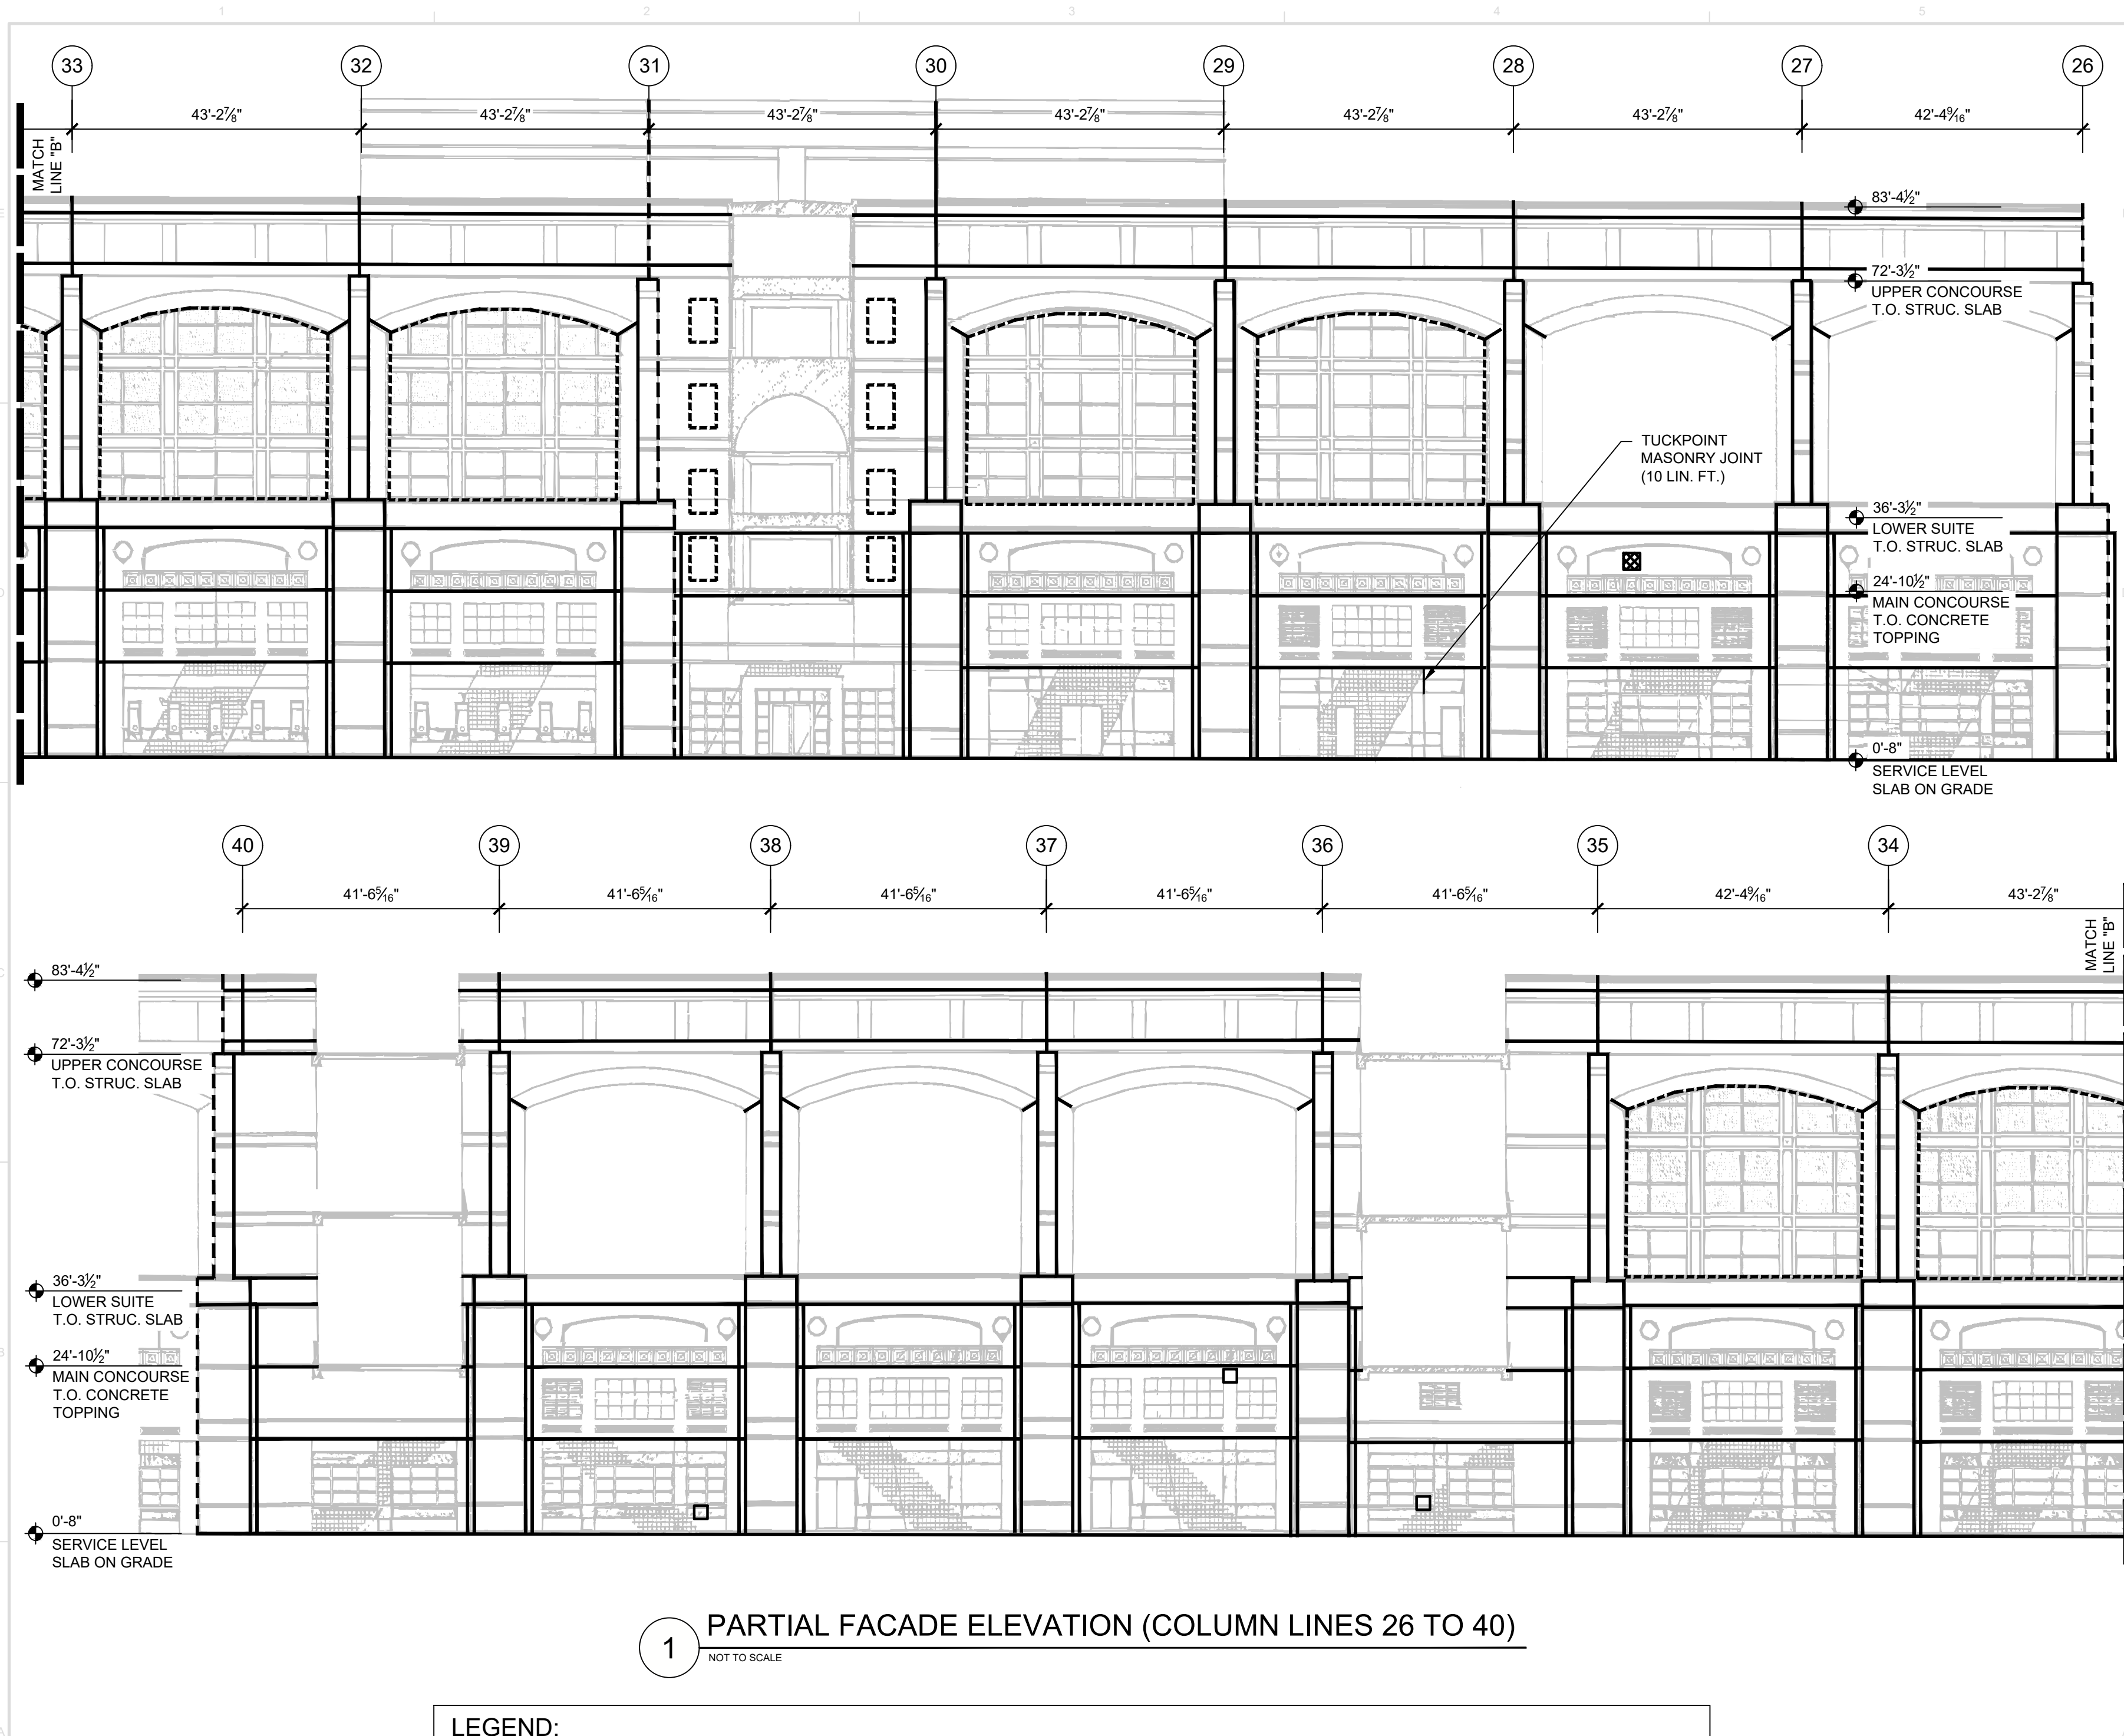 1 2 3 4 5
33 32 31 30 29 28 27 26
43'-2⅞" 43'-2⅞" 43'-2⅞" 43'-2⅞" 43'-2⅞" 43'-2⅞" 42'-4⁹⁄₁₆"
MATCH
LINE "B"
83'-4½"
72'-3½"
UPPER CONCOURSE
T.O. STRUC. SLAB
TUCKPOINT
MASONRY JOINT
(10 LIN. FT.)
36'-3½"
LOWER SUITE
T.O. STRUC. SLAB
24'-10½"
MAIN CONCOURSE
T.O. CONCRETE
TOPPING
0'-8"
SERVICE LEVEL
SLAB ON GRADE
40 39 38 37 36 35 34
41'-6⁵⁄₁₆" 41'-6⁵⁄₁₆" 41'-6⁵⁄₁₆" 41'-6⁵⁄₁₆" 41'-6⁵⁄₁₆" 42'-4⁹⁄₁₆" 43'-2⅞"
MATCH
LINE "B"
83'-4½"
72'-3½"
UPPER CONCOURSE
T.O. STRUC. SLAB
36'-3½"
LOWER SUITE
T.O. STRUC. SLAB
24'-10½"
MAIN CONCOURSE
T.O. CONCRETE
TOPPING
0'-8"
SERVICE LEVEL
SLAB ON GRADE
1 PARTIAL FACADE ELEVATION (COLUMN LINES 26 TO 40)
NOT TO SCALE
LEGEND: